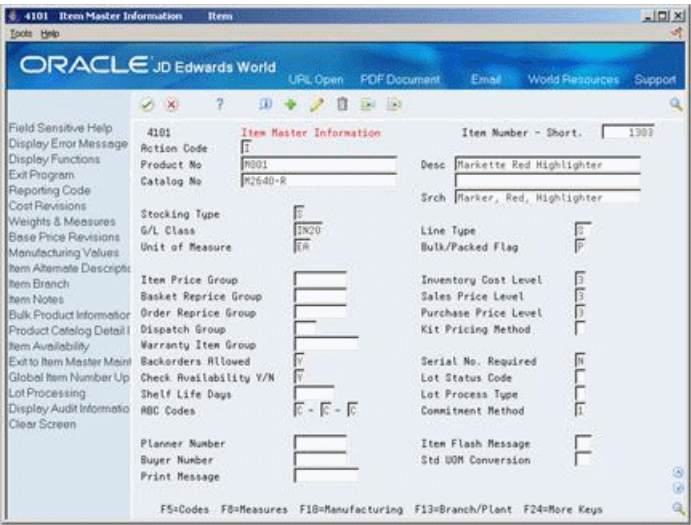 4101 Item Master Information Item
Tools Help
ORACLE JD Edwards World
URL Open PDF Document Email World Resources Support
Field Sensitive Help
Display Error Message
Display Functions
Exit Program
Reporting Code
Cost Revisions
Weights & Measures
Base Price Revisions
Manufacturing Values
Item Alternate Descriptio
Item Branch
Item Notes
Bulk Product Information
Product Catalog Detail I
Item Availability
Exit to Item Master Maint
Global Item Number Up
Lot Processing
Display Audit Informatio
Clear Screen
4101 Item Master Information Item Number - Short. 1303
Action Code I
Product No M801 Desc Markette Red Highlighter
Catalog No M2640-R
Srch Marker, Red, Highlighter
Stocking Type S
G/L Class IN20 Line Type S
Unit of Measure EA Bulk/Packed Flag P
Item Price Group Inventory Cost Level 3
Basket Reprice Group Sales Price Level 3
Order Reprice Group Purchase Price Level 3
Dispatch Group Kit Pricing Method
Warranty Item Group
Backorders Allowed Y Serial No. Required N
Check Availability Y/N Y Lot Status Code
Shelf Life Days Lot Process Type
ABC Codes C - C - C Commitment Method 1
Planner Number Item Flash Message
Buyer Number Std UOM Conversion
Print Message
F5=Codes F8=Measures F18=Manufacturing F13=Branch/Plant F24=More Keys